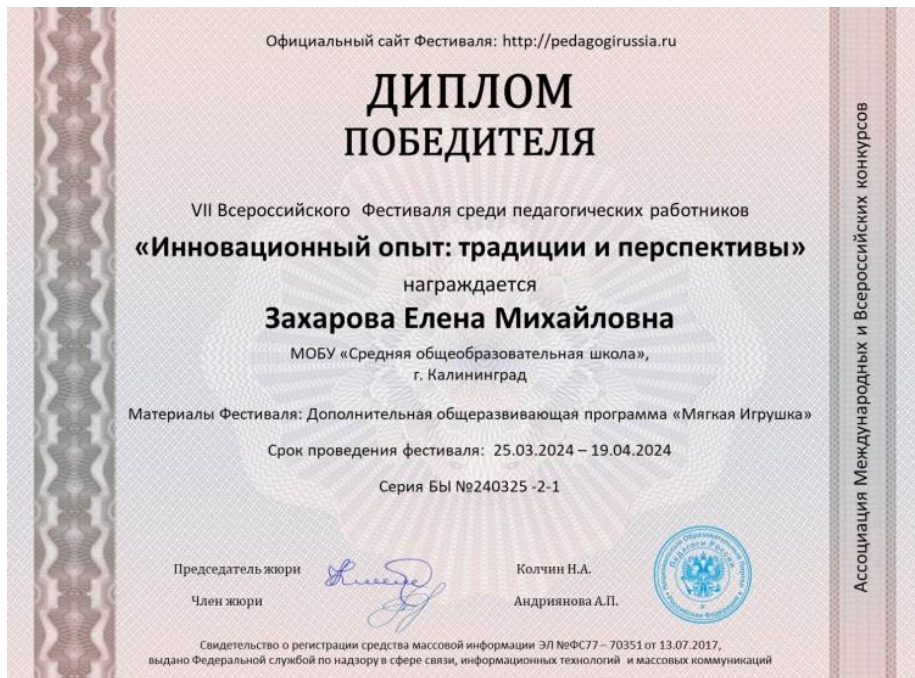 Официальный сайт Фестиваля: http://pedagogirussia.ru
ДИПЛОМ
ПОБЕДИТЕЛЯ
VII Всероссийского Фестиваля среди педагогических работников
«Инновационный опыт: традиции и перспективы»
награждается
Захарова Елена Михайловна
МОБУ «Средняя общеобразовательная школа»,
г. Калининград
Материалы Фестиваля: Дополнительная общеразвивающая программа «Мягкая Игрушка»
Срок проведения фестиваля: 25.03.2024 – 19.04.2024
Серия БЫ №240325 -2-1
Председатель жюри Колчин Н.А.
Член жюри Андриянова А.П.
Педагоги России
Свидетельство о регистрации средства массовой информации ЭЛ №ФС77 – 70351 от 13.07.2017,
выдано Федеральной службой по надзору в сфере связи, информационных технологий и массовых коммуникаций
Ассоциация Международных и Всероссийских конкурсов